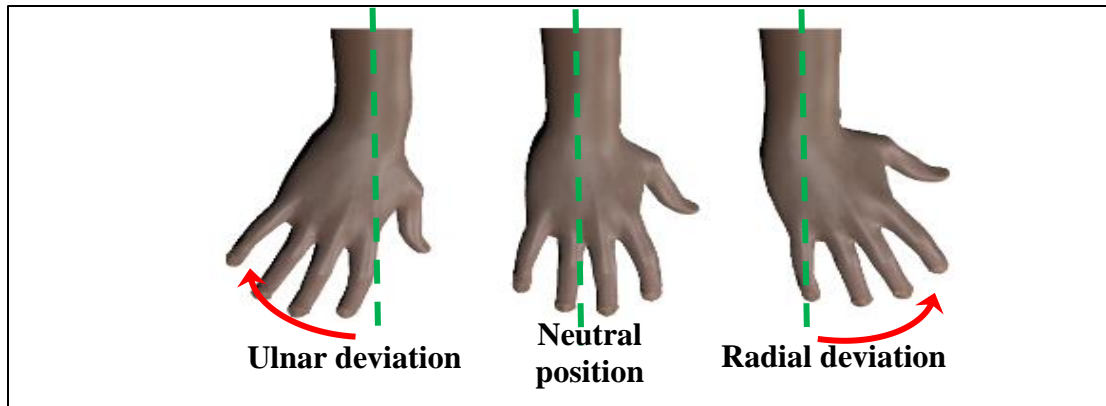 Ulnar deviation
Neutral
position
Radial deviation